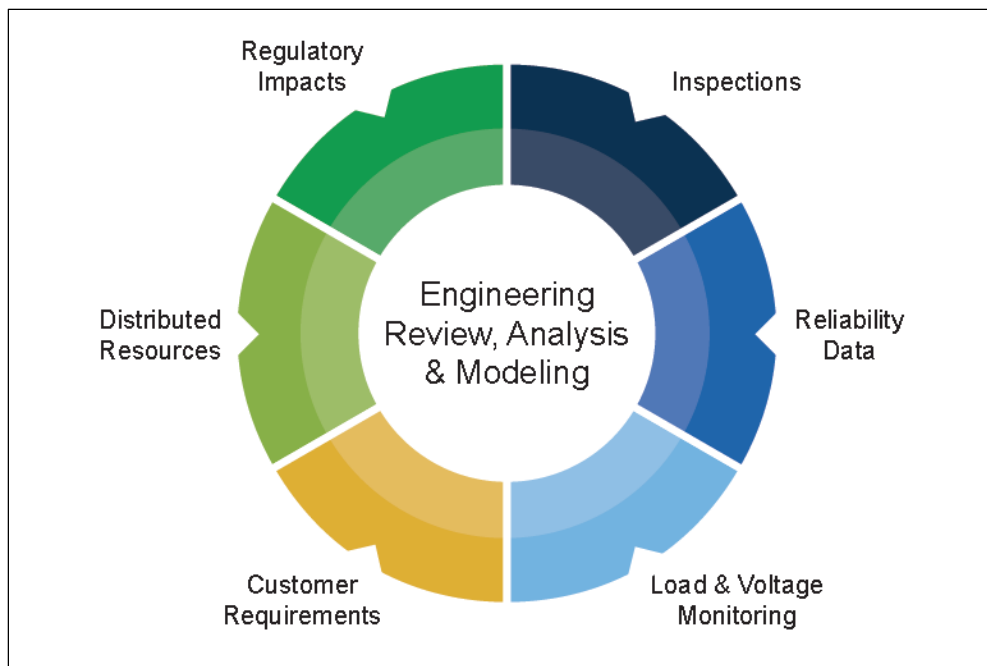 Regulatory
Impacts
Inspections
Distributed
Resources
Engineering
Review, Analysis
& Modeling
Reliability
Data
Customer
Requirements
Load & Voltage
Monitoring